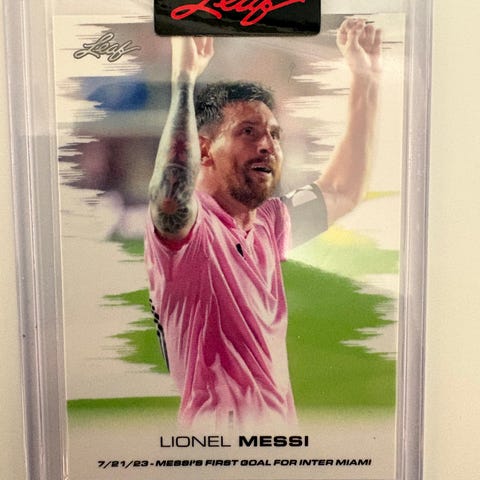 Leaf
Leaf
LIONEL MESSI
7/21/23 - MESSI'S FIRST GOAL FOR INTER MIAMI